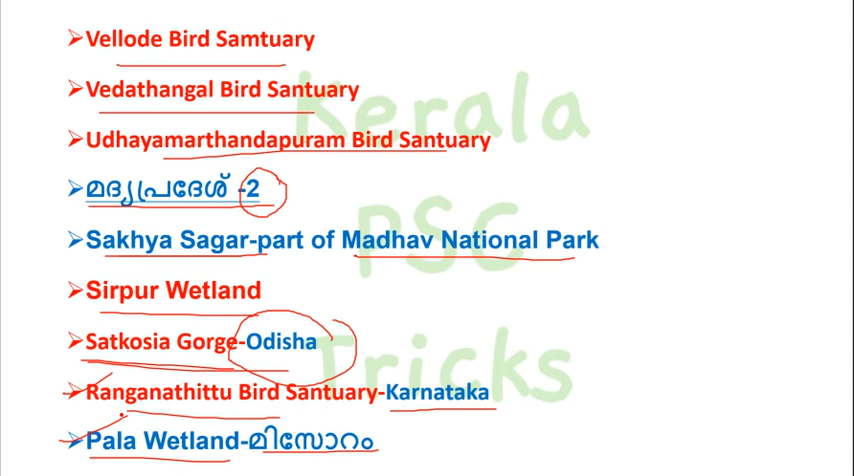 Vellode Bird Samtuary
Vedathangal Bird Santuary
Udhayamarthandapuram Bird Santuary
മദ്യപ്രദേശ് -2
Sakhya Sagar-part of Madhav National Park
Sirpur Wetland
Satkosia Gorge-Odisha
Ranganathittu Bird Santuary-Karnataka
Pala Wetland-മിസോറം
Kerala
PSC
Tricks